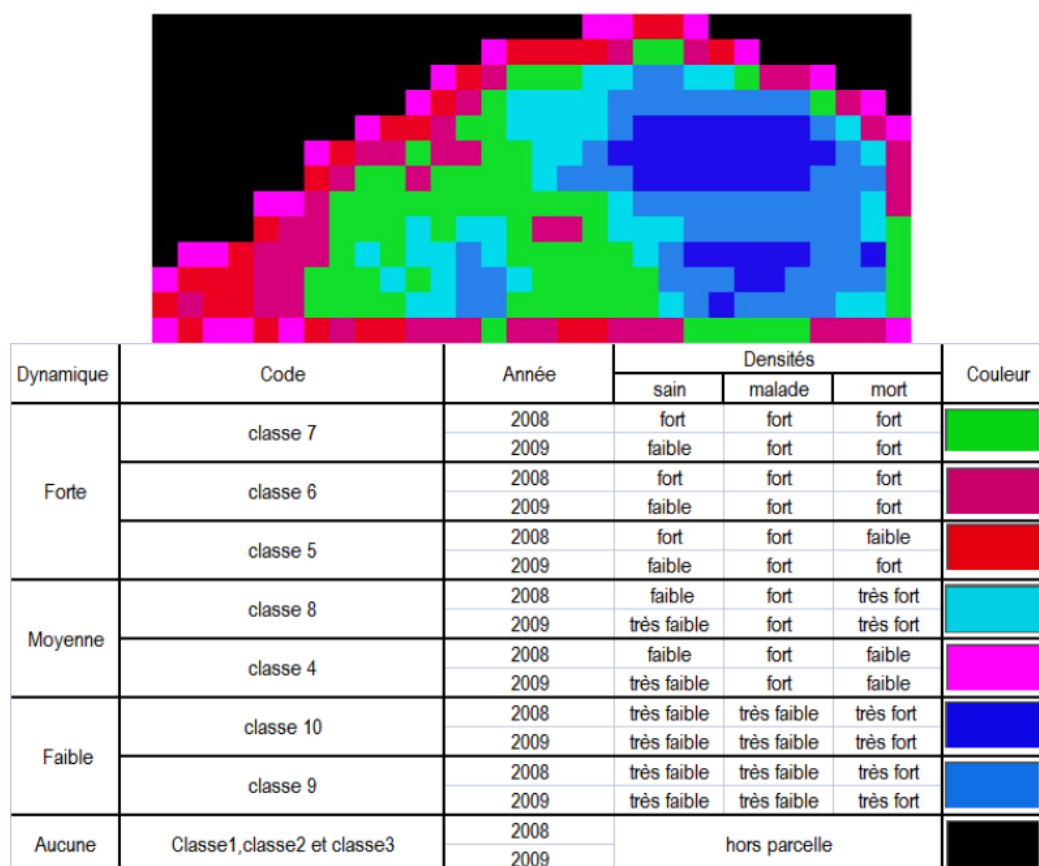 Dynamique Code Année Densités Couleur
sain malade mort
Forte classe 7 2008 fort fort fort
2009 faible fort fort
classe 6 2008 fort fort fort
2009 faible fort fort
classe 5 2008 fort fort faible
2009 faible fort fort
Moyenne classe 8 2008 faible fort très fort
2009 très faible fort très fort
classe 4 2008 faible fort faible
2009 très faible fort faible
Faible classe 10 2008 très faible très faible très fort
2009 très faible très faible très fort
classe 9 2008 très faible très faible très fort
2009 très faible très faible très fort
Aucune Classe1,classe2 et classe3 2008 hors parcelle
2009